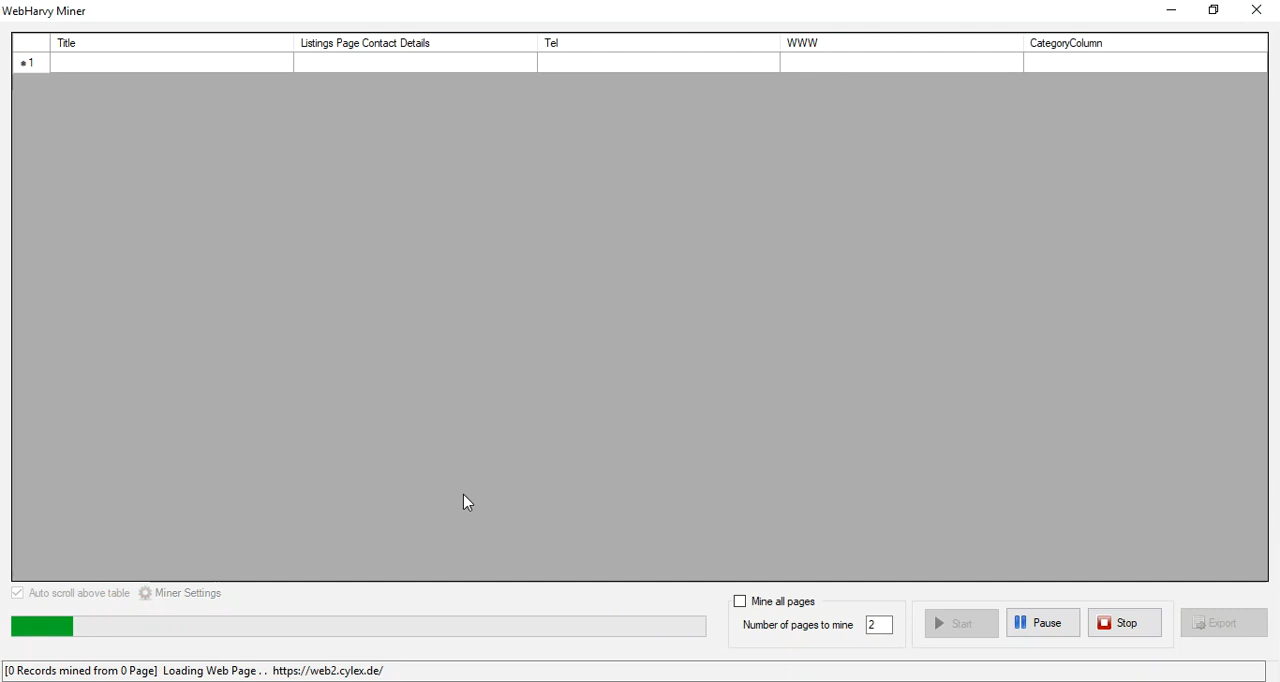 WebHarvy Miner
Title Listings Page Contact Details Tel WWW CategoryColumn
* 1
Auto scroll above table Miner Settings
Mine all pages
Number of pages to mine 2
Start Pause Stop Export
[0 Records mined from 0 Page] Loading Web Page . . https://web2.cylex.de/